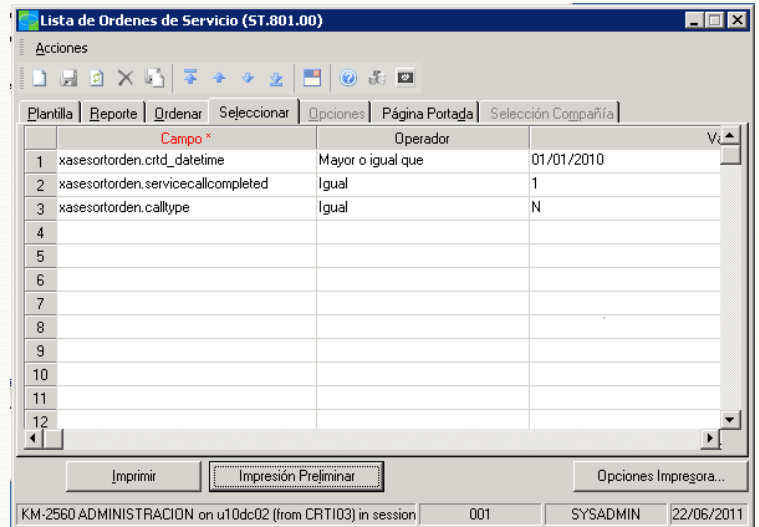 Lista de Ordenes de Servicio (ST.801.00)
Acciones
Plantilla Reporte Ordenar Seleccionar Opciones Página Portada Selección Compañía
Campo * Operador
1 xasesortorden.crtd_datetime Mayor o igual que 01/01/2010
2 xasesortorden.servicecallcompleted Igual 1
3 xasesortorden.calltype Igual N
4
5
6
7
8
9
10
11
12
Imprimir Impresión Preliminar Opciones Impresora...
KM-2560 ADMINISTRACION on u10dc02 (from CRTI03) in session 001 SYSADMIN 22/06/2011